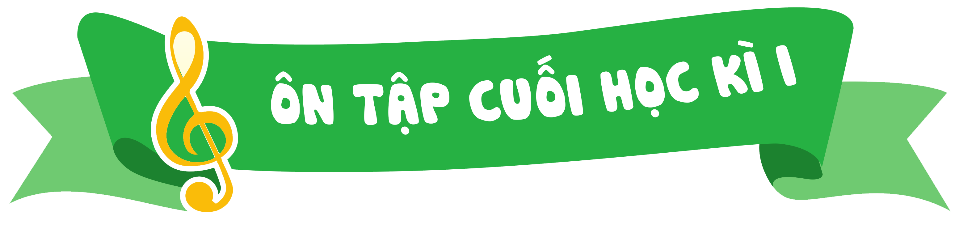 ÔN TẬP CUỐI HỌC KÌ I